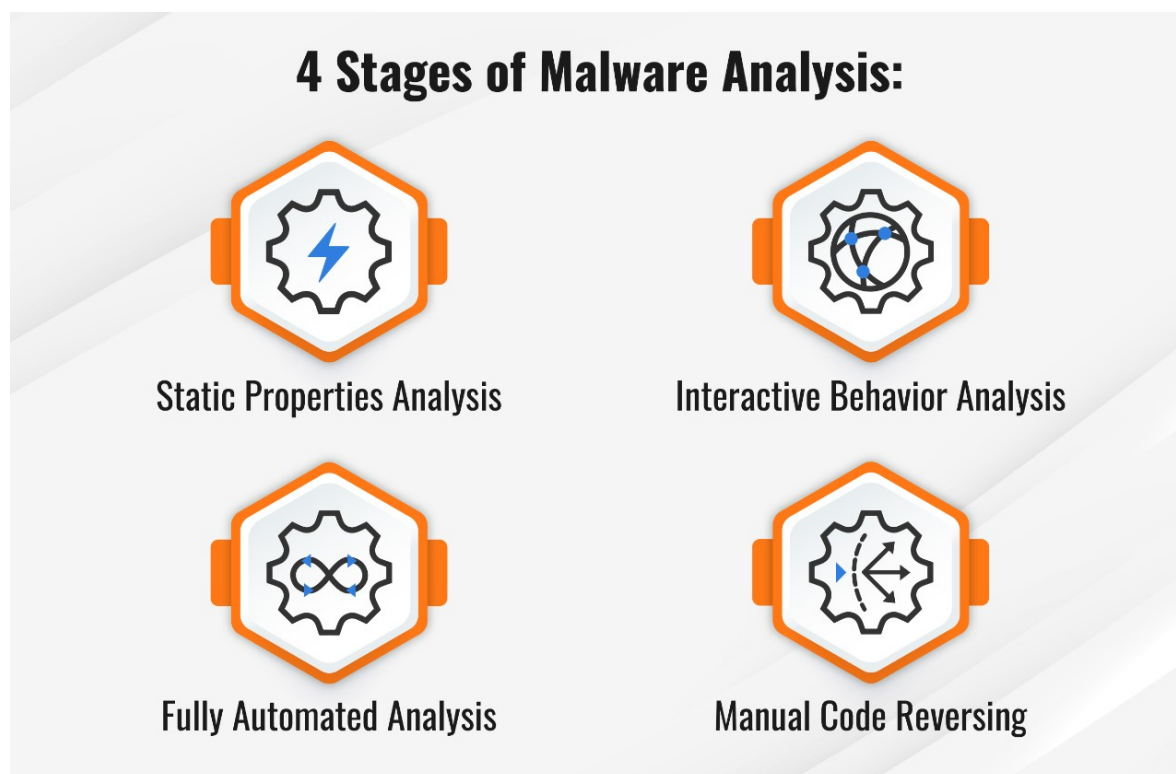 4 Stages of Malware Analysis:
Static Properties Analysis
Interactive Behavior Analysis
Fully Automated Analysis
Manual Code Reversing